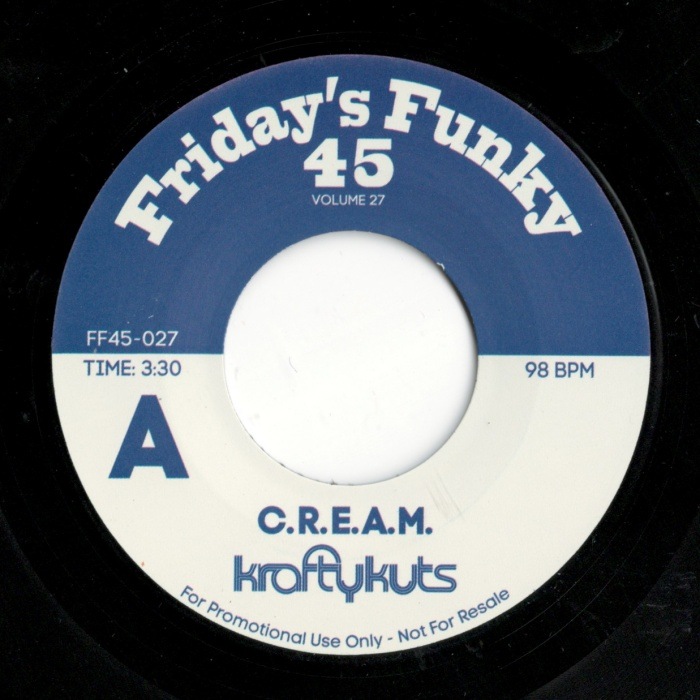 Friday's Funky
45
VOLUME 27
FF45-027
TIME: 3:30
98 BPM
A
C.R.E.A.M.
kraftykuts
For Promotional Use Only - Not For Resale